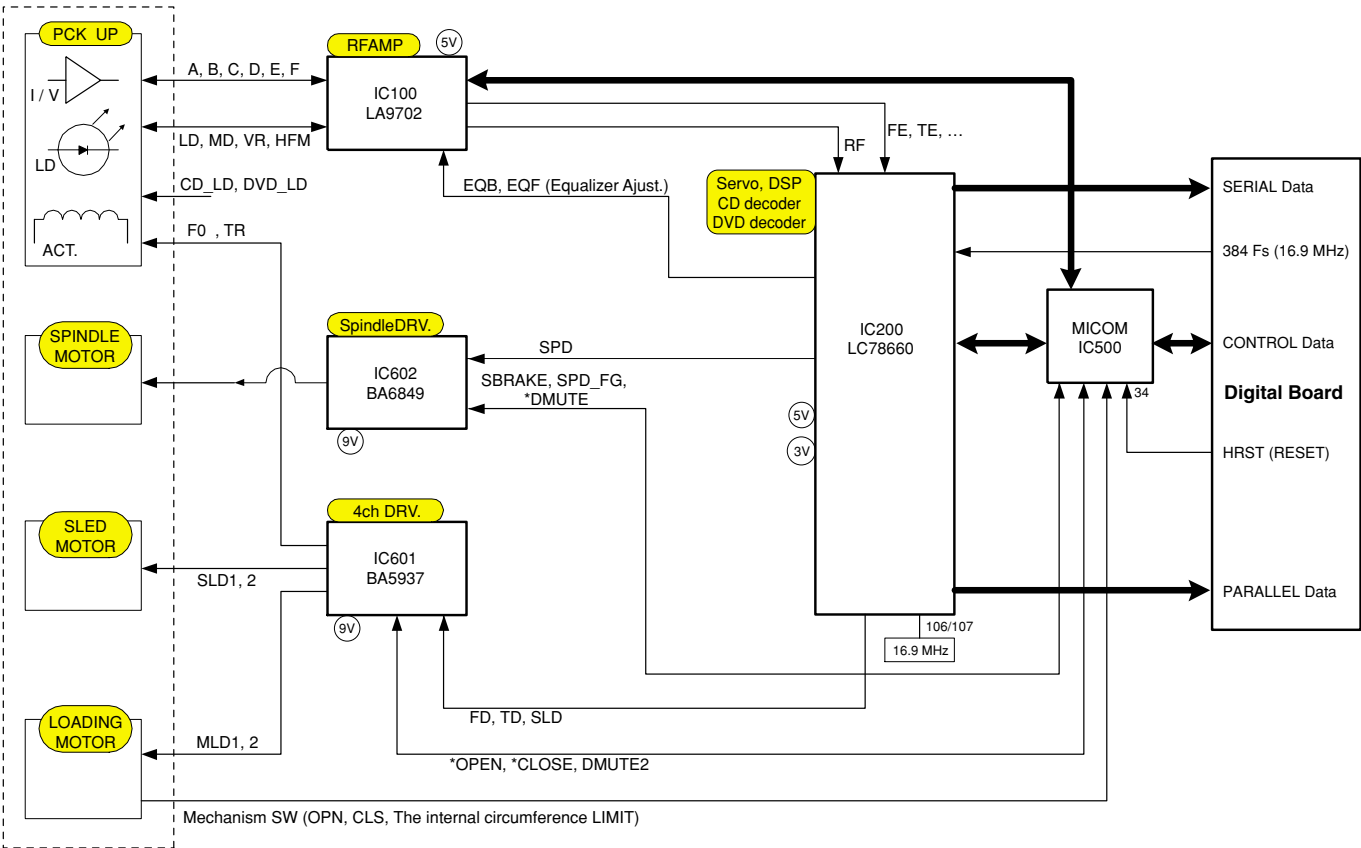 PCK UP
I / V
LD
ACT.
A, B, C, D, E, F
LD, MD, VR, HFM
CD_LD, DVD_LD
F0 , TR
RFAMP
5V
IC100
LA9702
FE, TE, …
RF
EQB, EQF (Equalizer Ajust.)
Servo, DSP
CD decoder
DVD decoder
IC200
LC78660
5V
3V
106/107
16.9 MHz
MICOM
IC500
34
SERIAL Data
384 Fs (16.9 MHz)
CONTROL Data
Digital Board
HRST (RESET)
PARALLEL Data
SPINDLE
MOTOR
SpindleDRV.
IC602
BA6849
9V
SPD
SBRAKE, SPD_FG,
*DMUTE
SLED
MOTOR
SLD1, 2
4ch DRV.
IC601
BA5937
9V
FD, TD, SLD
LOADING
MOTOR
MLD1, 2
*OPEN, *CLOSE, DMUTE2
Mechanism SW (OPN, CLS, The internal circumference LIMIT)